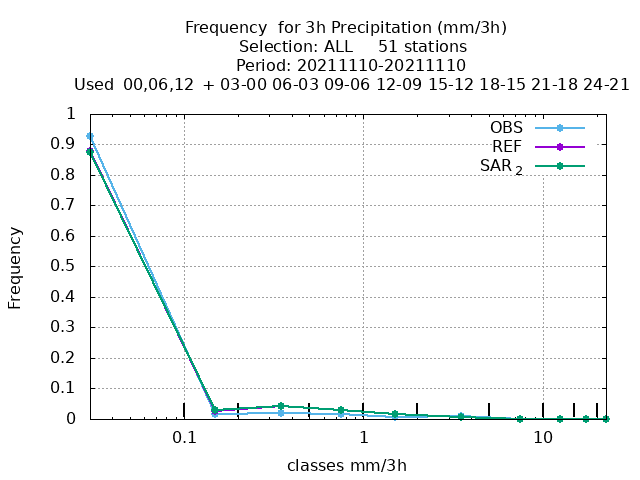 Frequency  for 3h Precipitation (mm/3h)
Selection: ALL     51 stations
Period: 20211110-20211110
Used  00,06,12  + 03-00 06-03 09-06 12-09 15-12 18-15 21-18 24-21
OBS
REF
SAR 2
1
0.9
0.8
0.7
0.6
0.5
0.4
0.3
0.2
0.1
0
Frequency
0.1 1 10
classes mm/3h